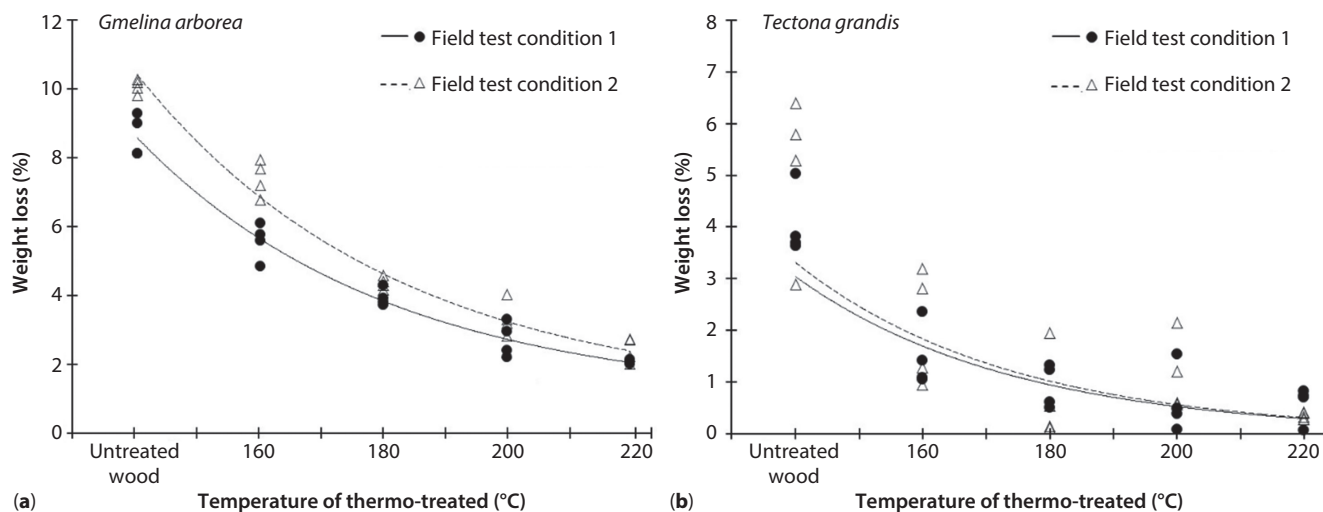 Gmelina arborea
Field test condition 1
Field test condition 2
12
10
8
6
4
2
0
Weight loss (%)
Untreated wood
160
180
200
220
(a)
Temperature of thermo-treated (°C)
Tectona grandis
Field test condition 1
Field test condition 2
8
7
6
5
4
3
2
1
0
Weight loss (%)
Untreated wood
160
180
200
220
(b)
Temperature of thermo-treated (°C)